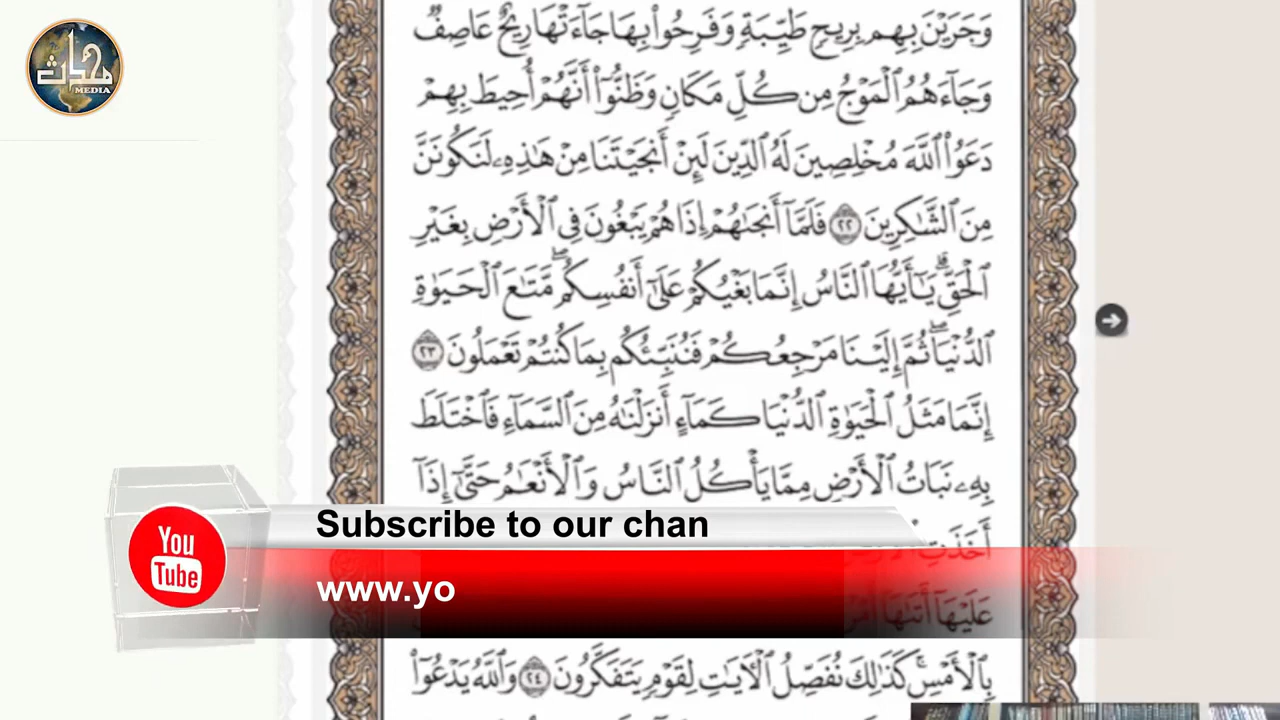 هدايت
MEDIA
وَجَرَيْنَ بِهِم بِرِيحٍ طَيِّبَةٍ وَفَرِحُوا۟ بِهَا جَآءَتْهَا رِيحٌ عَاصِفٌ
وَجَآءَهُمُ ٱلْمَوْجُ مِن كُلِّ مَكَانٍ وَظَنُّوٓا۟ أَنَّهُمْ أُحِيطَ بِهِمْ
دَعَوُا۟ ٱللَّهَ مُخْلِصِينَ لَهُ ٱلدِّينَ لَئِنْ أَنجَيْتَنَا مِنْ هَٰذِهِۦ لَنَكُونَنَّ
مِنَ ٱلشَّٰكِرِينَ ٢٢ فَلَمَّآ أَنجَىٰهُمْ إِذَا هُمْ يَبْغُونَ فِى ٱلْأَرْضِ بِغَيْرِ
ٱلْحَقِّ ۗ يَٰٓأَيُّهَا ٱلنَّاسُ إِنَّمَا بَغْيُكُمْ عَلَىٰٓ أَنفُسِكُم ۖ مَّتَٰعَ ٱلْحَيَوٰةِ
ٱلدُّنْيَا ۖ ثُمَّ إِلَيْنَا مَرْجِعُكُمْ فَنُنَبِّئُكُم بِمَا كُنتُمْ تَعْمَلُونَ ٢٣
إِنَّمَا مَثَلُ ٱلْحَيَوٰةِ ٱلدُّنْيَا كَمَآءٍ أَنزَلْنَٰهُ مِنَ ٱلسَّمَآءِ فَٱخْتَلَطَ
بِهِۦ نَبَاتُ ٱلْأَرْضِ مِمَّا يَأْكُلُ ٱلنَّاسُ وَٱلْأَنْعَٰمُ حَتَّىٰٓ إِذَآ
أَخَذَتِ
Subscribe to our chan
You
Tube
www.yo
عَلَيْهَآ أَتَىٰهَآ
بِٱلْأَمْسِ ۚ كَذَٰلِكَ نُفَصِّلُ ٱلْءَايَٰتِ لِقَوْمٍ يَتَفَكَّرُونَ ٢٤ وَٱللَّهُ يَدْعُوٓا۟